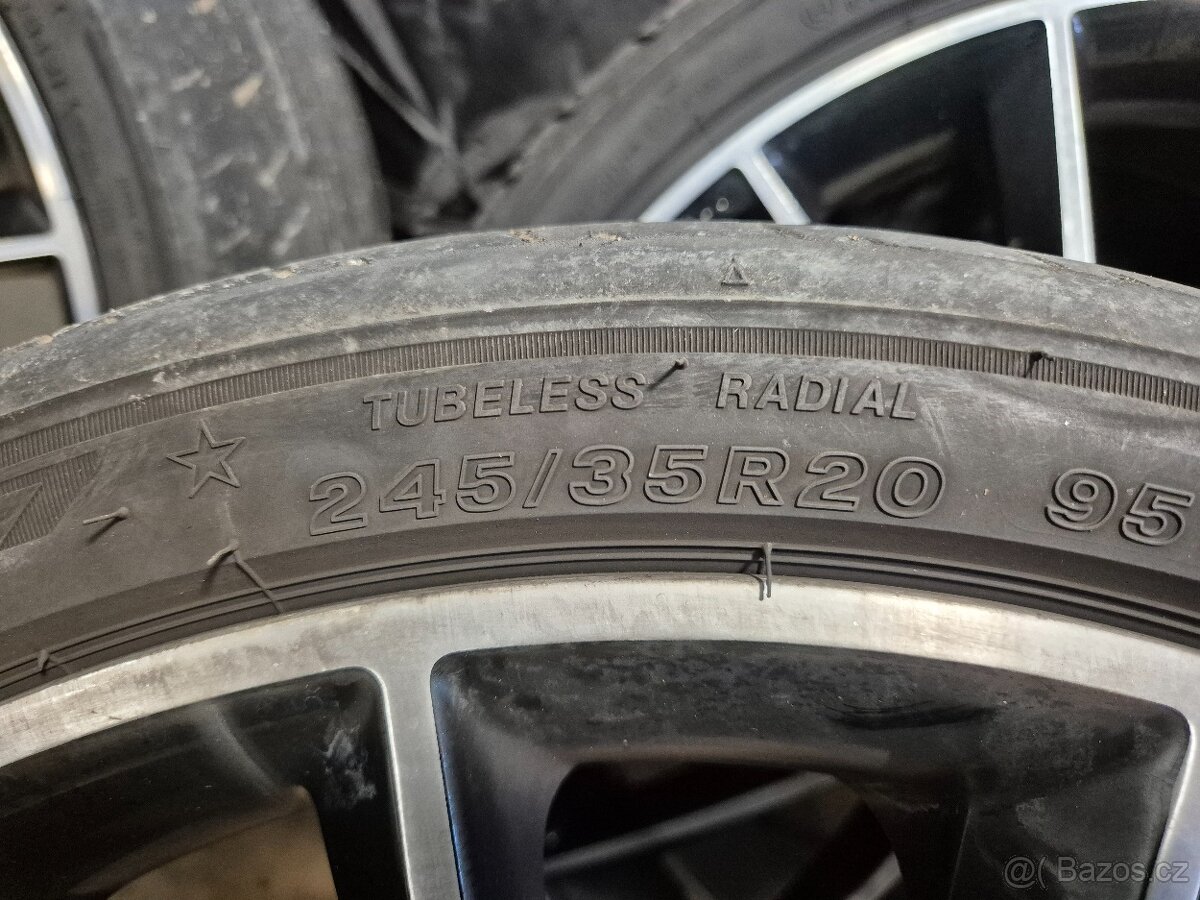 TUBELESS RADIAL
245/35R20 95
@( Bazos.cz